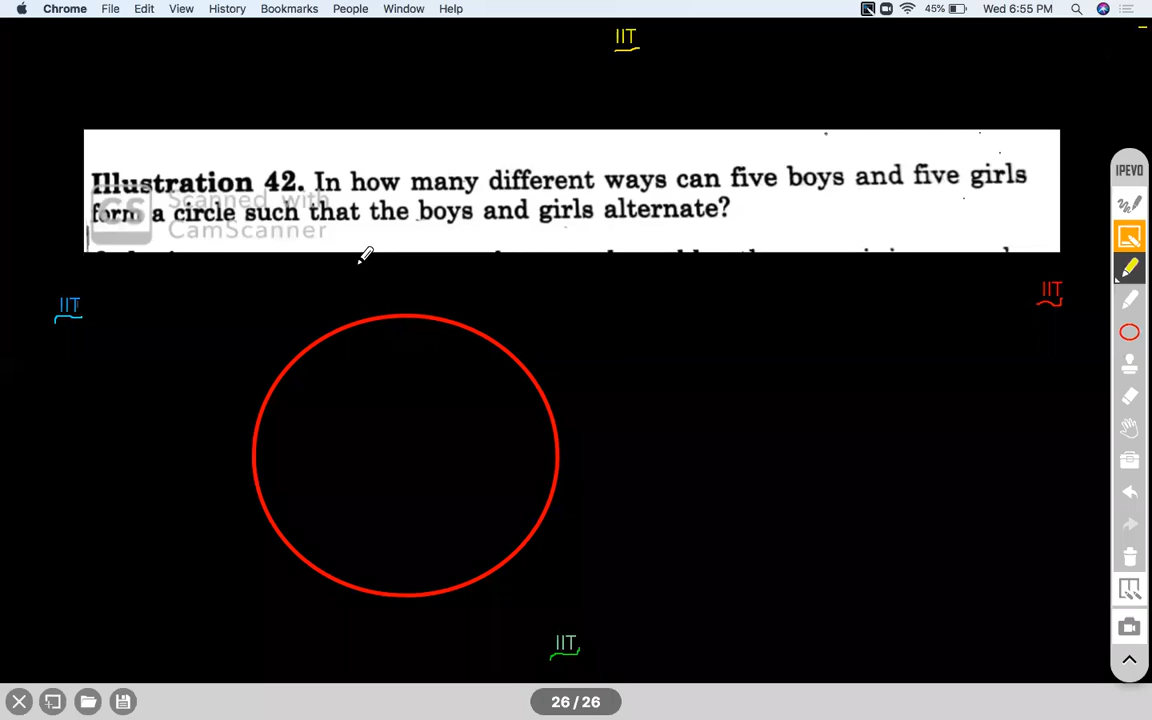 Chrome File Edit View History Bookmarks People Window Help 45% Wed 6:55 PM
IIT
Illustration 42. In how many different ways can five boys and five girls
form a circle such that the boys and girls alternate?
CS Scanned with
CamScanner
IPEVO
IIT
IIT
IIT
26 / 26